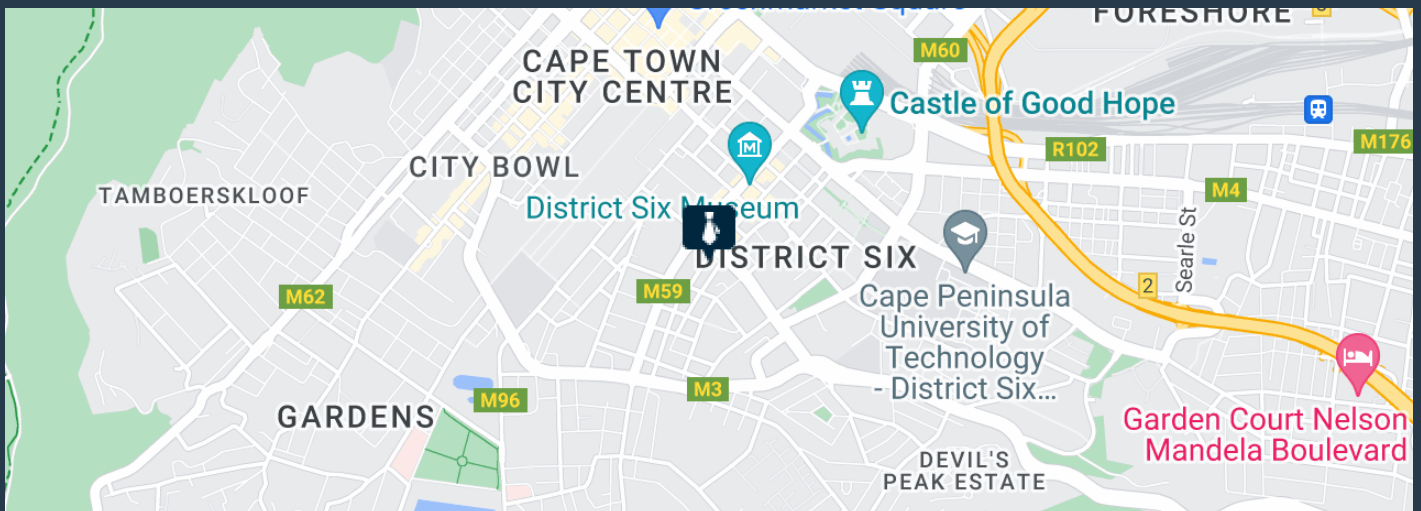 Greenmarket Square
FORESHORE
CAPE TOWN
CITY CENTRE
M60
Castle of Good Hope
R102
M176
CITY BOWL
TAMBOERSKLOOF
M4
District Six Museum
Searle St
DISTRICT SIX
M59
M62
2
Cape Peninsula
University of
Technology
- District Six...
M3
M96
GARDENS
Garden Court Nelson
Mandela Boulevard
DEVIL'S
PEAK ESTATE